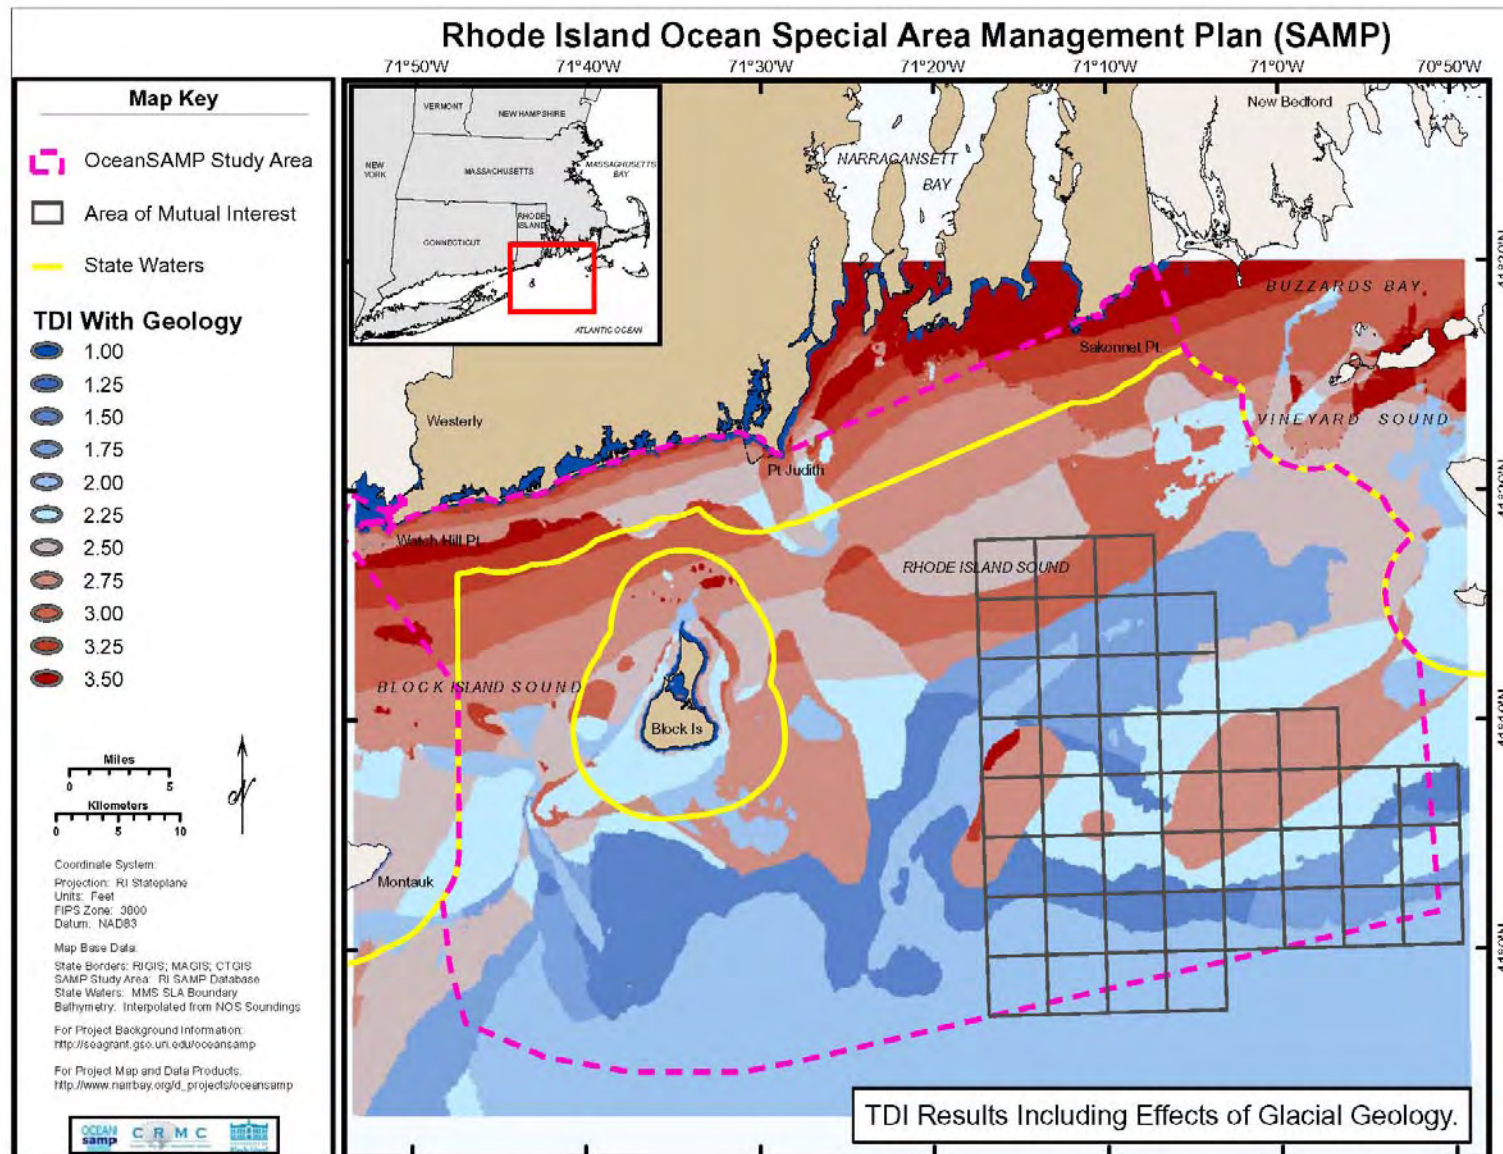 Rhode Island Ocean Special Area Management Plan (SAMP)
71°50'W 71°40'W 71°30'W 71°20'W 71°10'W 71°0'W 70°50'W
Map Key
OceanSAMP Study Area
Area of Mutual Interest
State Waters
TDI With Geology
1.00
1.25
1.50
1.75
2.00
2.25
2.50
2.75
3.00
3.25
3.50
Miles
0 5
Kilometers
0 5 10
N
Coordinate System:
Projection: RI Stateplane
Units: Feet
FIPS Zone: 3800
Datum: NAD83
Map Base Data:
State Borders: RIGIS; MAGIS; CTGIS
SAMP Study Area: RI SAMP Database
State Waters: MMS SLA Boundary
Bathymetry: Interpolated from NOS Soundings
For Project Background Information:
http://seagrant.gso.uri.edu/oceansamp
For Project Map and Data Products:
http://www.narrbay.org/d_projects/oceansamp
OCEAN
samp
CRMC
VERMONT
NEW HAMPSHIRE
NEW
YORK
MASSACHUSETTS
MASSACHUSETTS
BAY
RHODE
ISLAND
CONNECTICUT
ATLANTIC OCEAN
New Bedford
NARRAGANSETT
BAY
BUZZARDS BAY
Sakonnet Pt.
Westerly
VINEYARD SOUND
Pt Judith
Watch Hill Pt.
RHODE ISLAND SOUND
BLOCK ISLAND SOUND
Block Is
Montauk
41°10'N
41°0'N
TDI Results Including Effects of Glacial Geology.